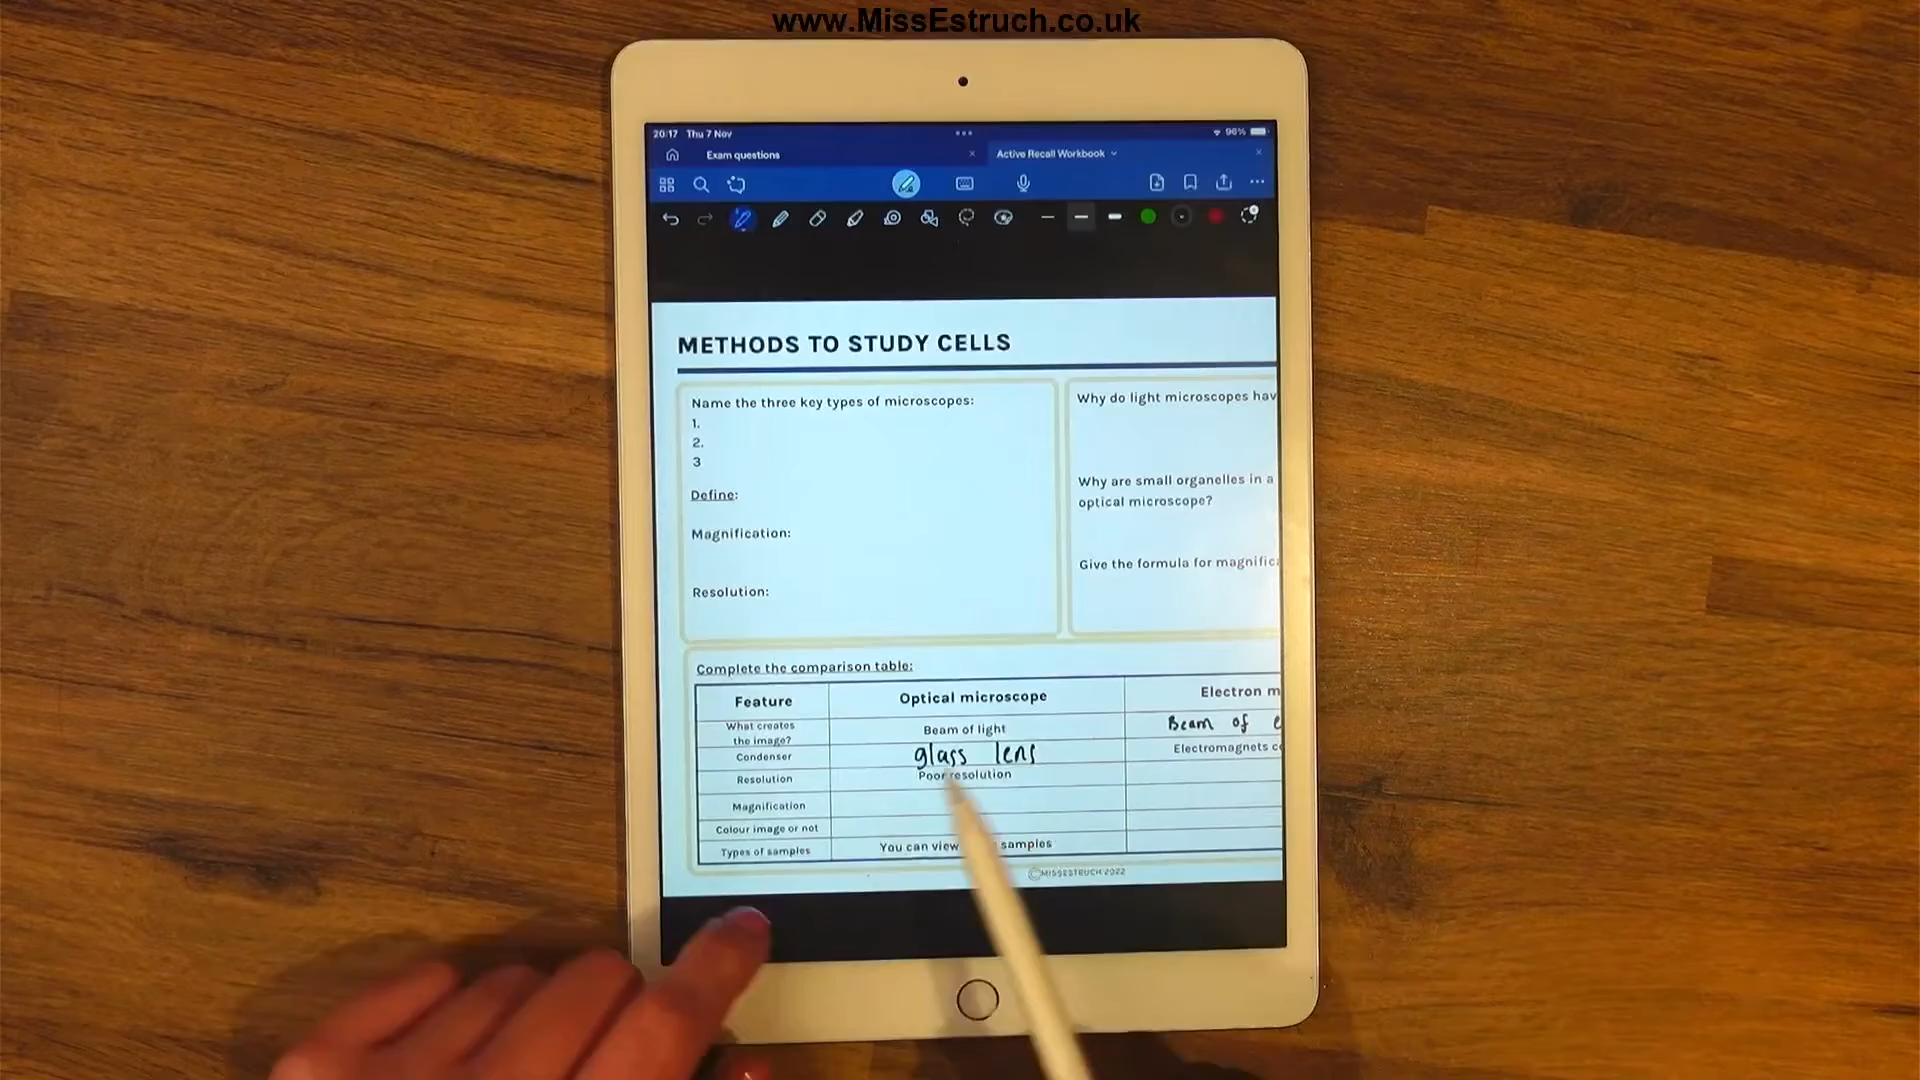 www.MissEstruch.co.uk
20:17 Thu 7 Nov
96%
Exam questions
Active Recall Workbook
METHODS TO STUDY CELLS
Name the three key types of microscopes:
1.
2.
3
Define:
Magnification:
Resolution:
Why do light microscopes hav
Why are small organelles in a
optical microscope?
Give the formula for magnific
Complete the comparison table:
Feature Optical microscope Electron m
What creates
the image?
Beam of light
Beam of e
Condenser glass lens Electromagnets c
Resolution Poor resolution
Magnification
Colour image or not
Types of samples You can view samples
©MISSESTRUCH 2022